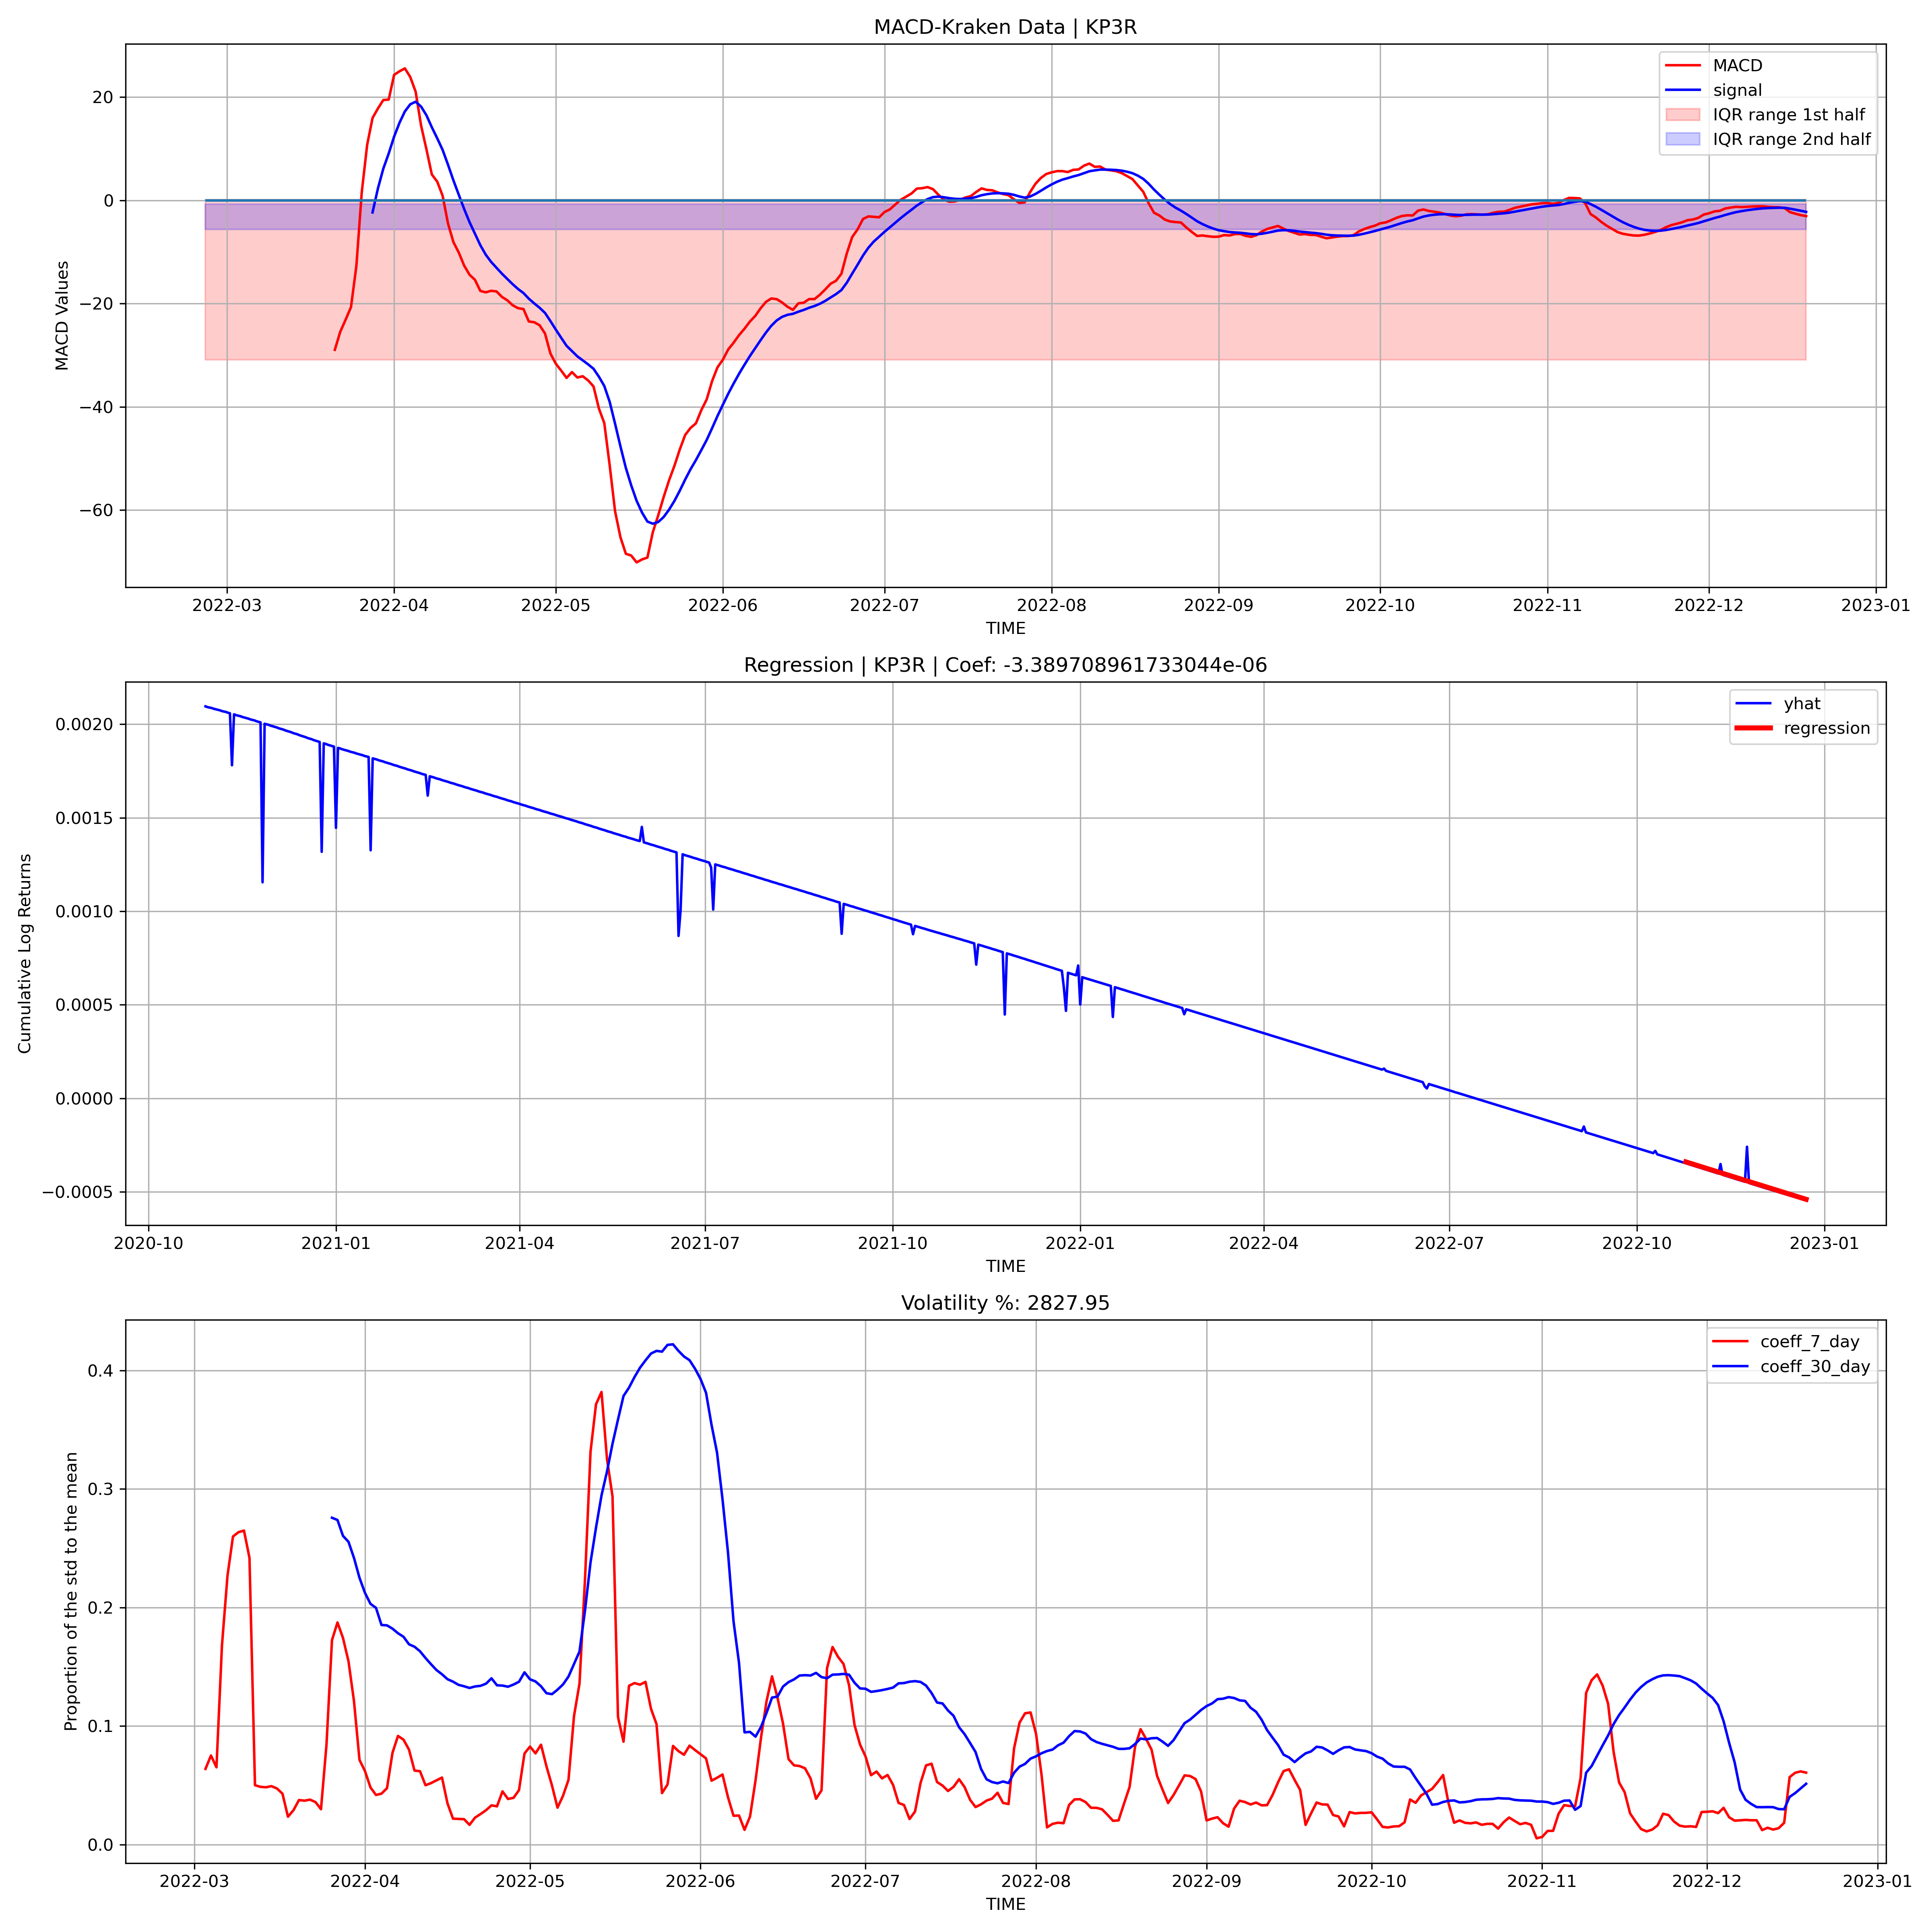 MACD-Kraken Data | KP3R
MACD
signal
IQR range 1st half
IQR range 2nd half
20
0
−20
−40
−60
MACD Values
2022-03 2022-04 2022-05 2022-06 2022-07 2022-08 2022-09 2022-10 2022-11 2022-12 2023-01
TIME
Regression | KP3R | Coef: -3.389708961733044e-06
yhat
regression
0.0020
0.0015
0.0010
0.0005
0.0000
−0.0005
Cumulative Log Returns
2020-10 2021-01 2021-04 2021-07 2021-10 2022-01 2022-04 2022-07 2022-10 2023-01
TIME
Volatility %: 2827.95
coeff_7_day
coeff_30_day
0.4
0.3
0.2
0.1
0.0
Proportion of the std to the mean
2022-03 2022-04 2022-05 2022-06 2022-07 2022-08 2022-09 2022-10 2022-11 2022-12 2023-01
TIME